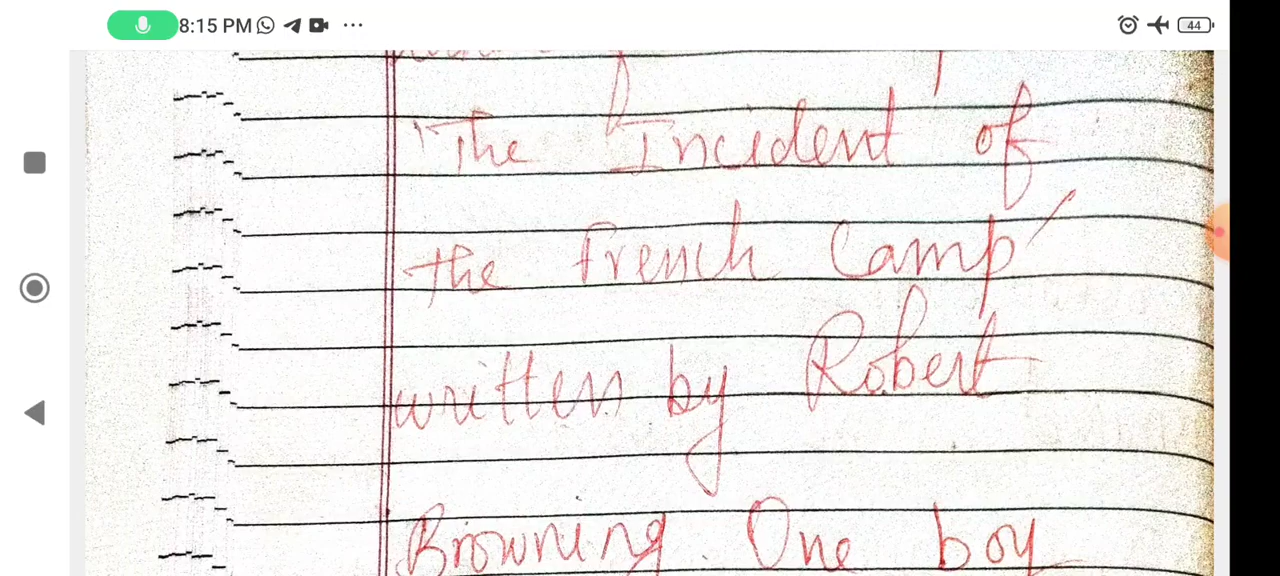 8:15 PM
44
'The Incident of
the French Camp'
written by Robert
Browning. One boy